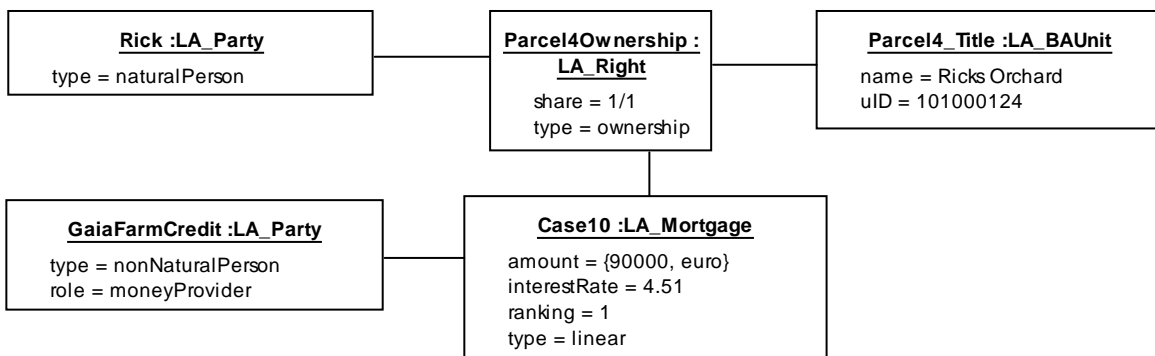 Rick :LA_Party
type = naturalPerson
Parcel4Ownership :
LA_Right
share = 1/1
type = ownership
Parcel4_Title :LA_BAUnit
name = Ricks Orchard
uID = 101000124
GaiaFarmCredit :LA_Party
type = nonNaturalPerson
role = moneyProvider
Case10 :LA_Mortgage
amount = {90000, euro}
interestRate = 4.51
ranking = 1
type = linear